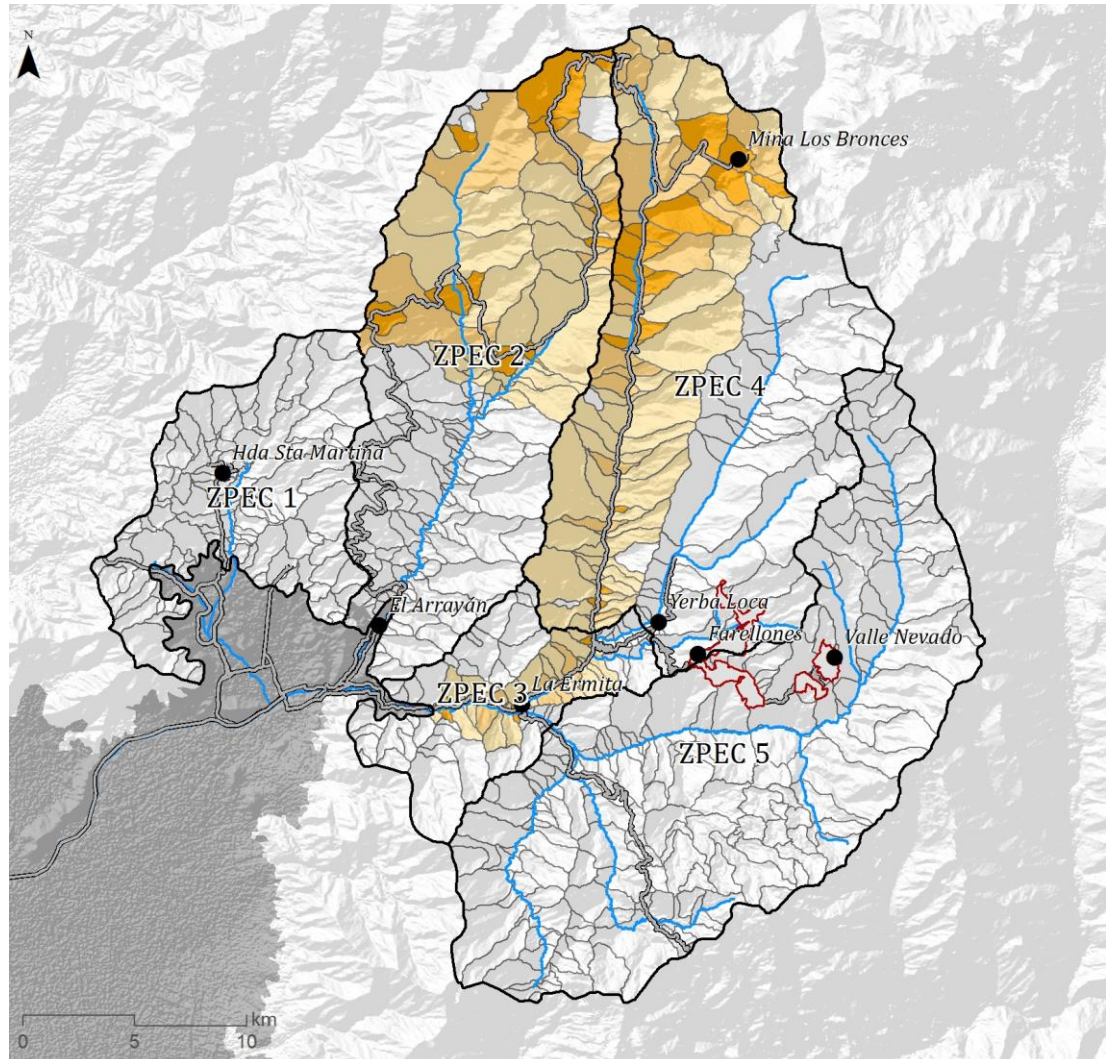 N
Mina Los Bronces
ZPEC 2
ZPEC 4
Hda Sta Martina
ZPEC 1
El Arrayán
Yerba Loca
Farellones
Valle Nevado
ZPEC 3
La Ermita
ZPEC 5
km
0 5 10